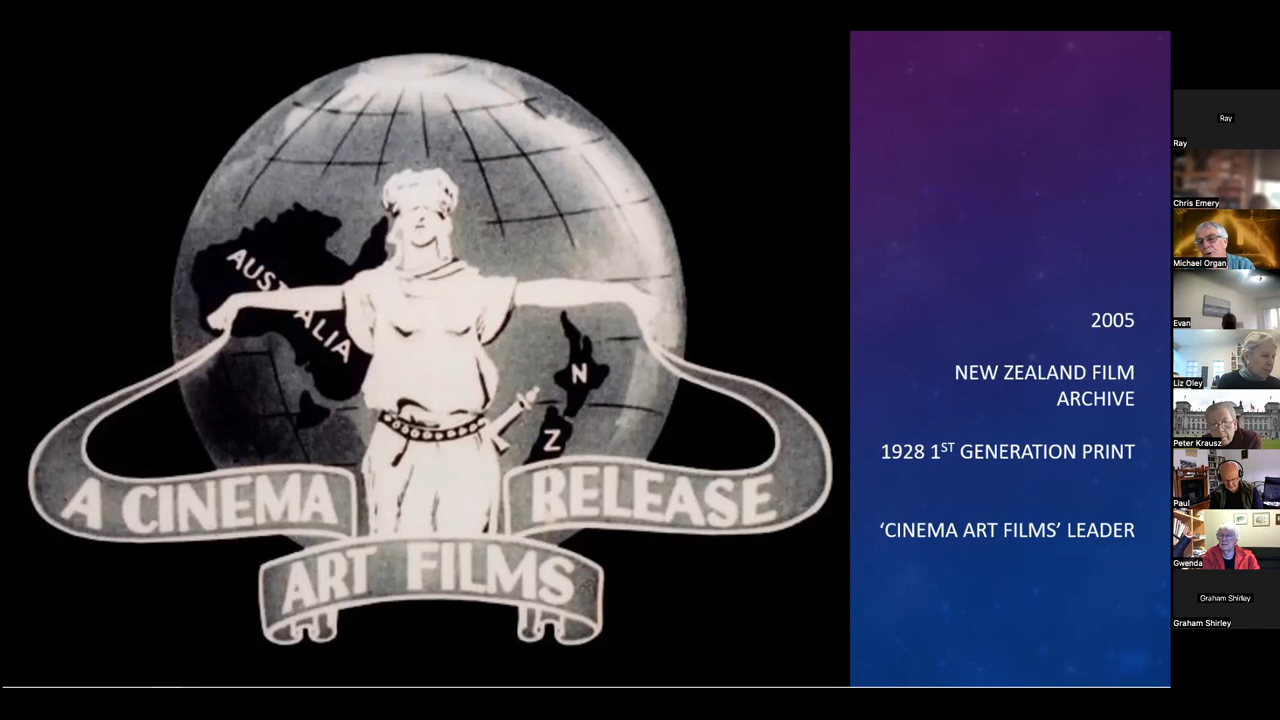 AUSTRALIA
N
Z
A CINEMA RELEASE
ART FILMS
2005
NEW ZEALAND FILM
ARCHIVE
1928 1ST GENERATION PRINT
‘CINEMA ART FILMS’ LEADER
Ray
Ray
Chris Emery
Michael Organ
Evan
Liz Oley
Peter Krausz
Paul
Gwenda
Graham Shirley
Graham Shirley